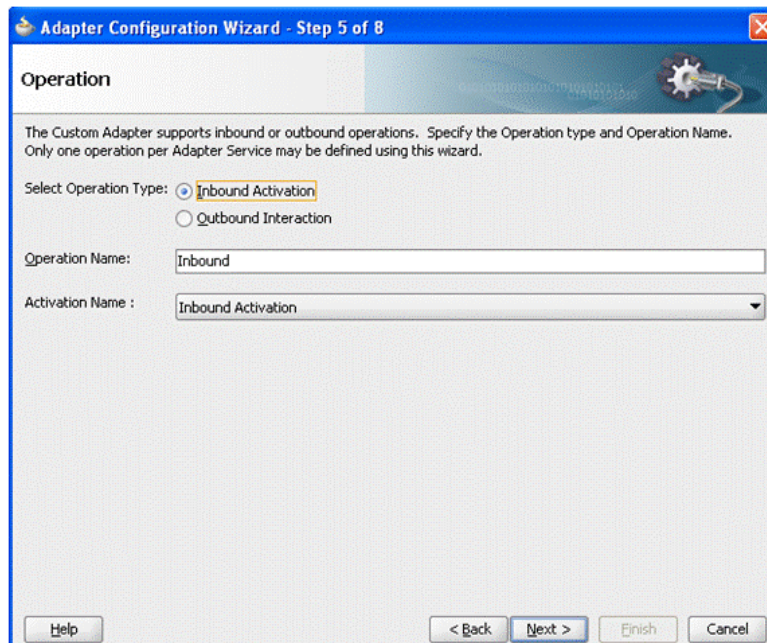 Adapter Configuration Wizard - Step 5 of 8
Operation
The Custom Adapter supports inbound or outbound operations. Specify the Operation type and Operation Name.
Only one operation per Adapter Service may be defined using this wizard.
Select Operation Type: Inbound Activation
Outbound Interaction
Operation Name: Inbound
Activation Name : Inbound Activation
Help < Back Next > Finish Cancel